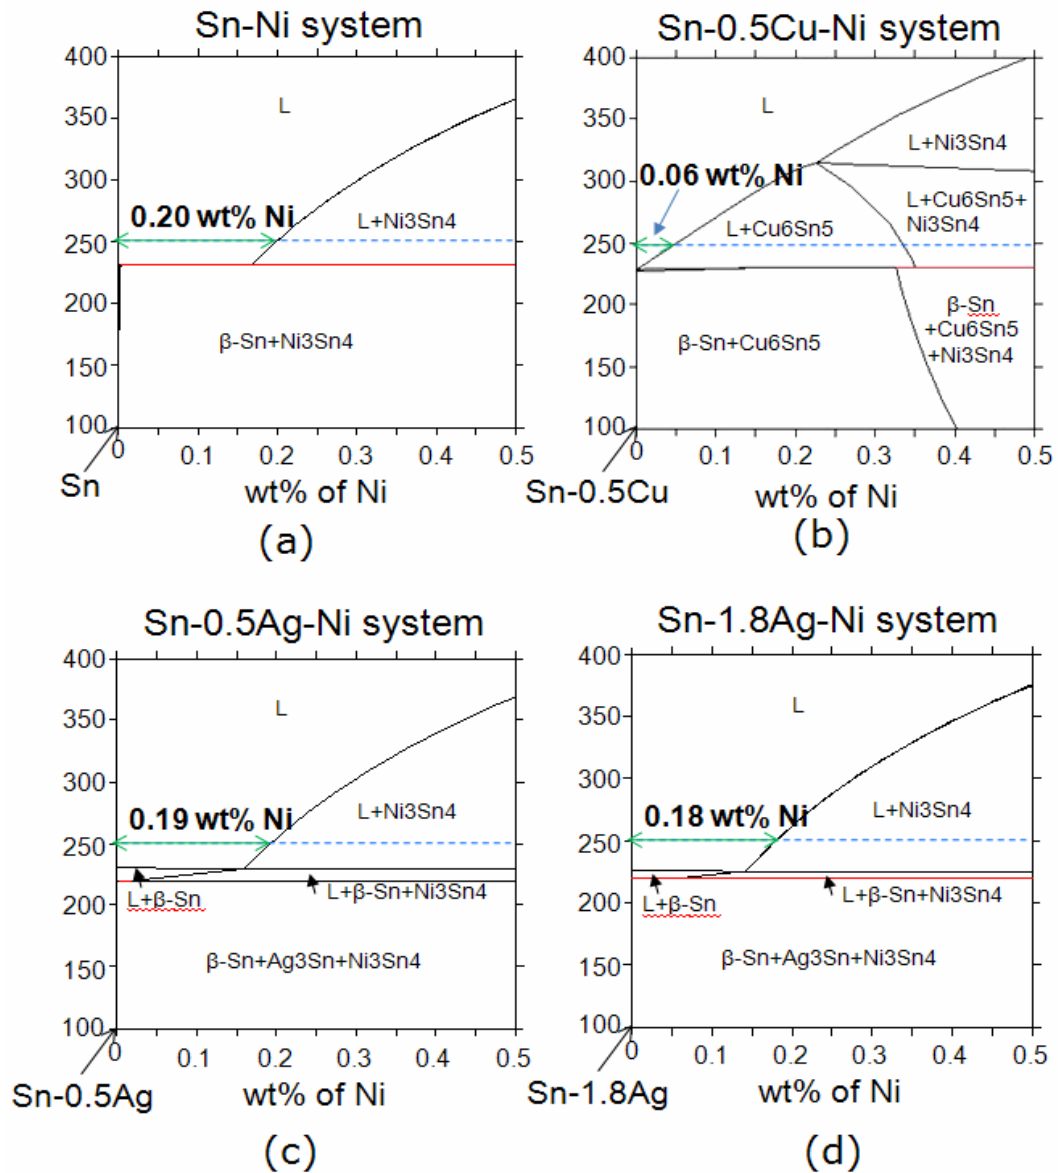 Sn-Ni system
400
350
300
250
200
150
100
L
0.20 wt% Ni
L+Ni3Sn4
β-Sn+Ni3Sn4
0 0.1 0.2 0.3 0.4 0.5
Sn
wt% of Ni
(a)
Sn-0.5Cu-Ni system
400
350
300
250
200
150
100
L
L+Ni3Sn4
0.06 wt% Ni
L+Cu6Sn5
L+Cu6Sn5+
Ni3Sn4
β-Sn+Cu6Sn5
β-Sn
+Cu6Sn5
+Ni3Sn4
0 0.1 0.2 0.3 0.4 0.5
Sn-0.5Cu
wt% of Ni
(b)
Sn-0.5Ag-Ni system
400
350
300
250
200
150
100
L
0.19 wt% Ni
L+Ni3Sn4
L+β-Sn
L+β-Sn+Ni3Sn4
β-Sn+Ag3Sn+Ni3Sn4
0 0.1 0.2 0.3 0.4 0.5
Sn-0.5Ag
wt% of Ni
(c)
Sn-1.8Ag-Ni system
400
350
300
250
200
150
100
L
0.18 wt% Ni
L+Ni3Sn4
L+β-Sn
L+β-Sn+Ni3Sn4
β-Sn+Ag3Sn+Ni3Sn4
0 0.1 0.2 0.3 0.4 0.5
Sn-1.8Ag
wt% of Ni
(d)